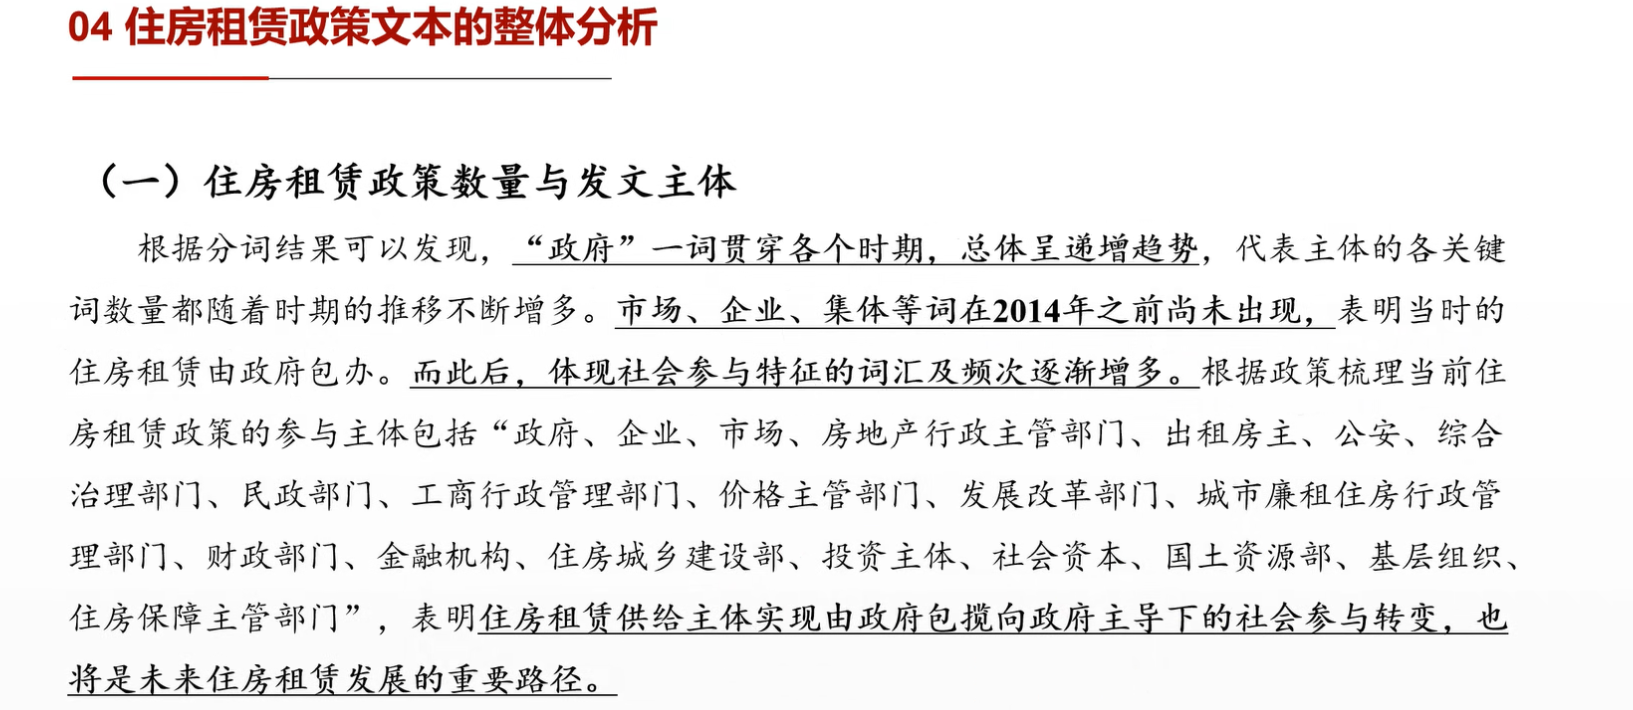 04 住房租赁政策文本的整体分析
（一）住房租赁政策数量与发文主体
根据分词结果可以发现，“政府”一词贯穿各个时期，总体呈递增趋势，代表主体的各关键
词数量都随着时期的推移不断增多。市场、企业、集体等词在2014年之前尚未出现，表明当时的
住房租赁由政府包办。而此后，体现社会参与特征的词汇及频次逐渐增多。根据政策梳理当前住
房租赁政策的参与主体包括“政府、企业、市场、房地产行政主管部门、出租房主、公安、综合
治理部门、民政部门、工商行政管理部门、价格主管部门、发展改革部门、城市廉租住房行政管
理部门、财政部门、金融机构、住房城乡建设部、投资主体、社会资本、国土资源部、基层组织、
住房保障主管部门”，表明住房租赁供给主体实现由政府包揽向政府主导下的社会参与转变，也
将是未来住房租赁发展的重要路径。